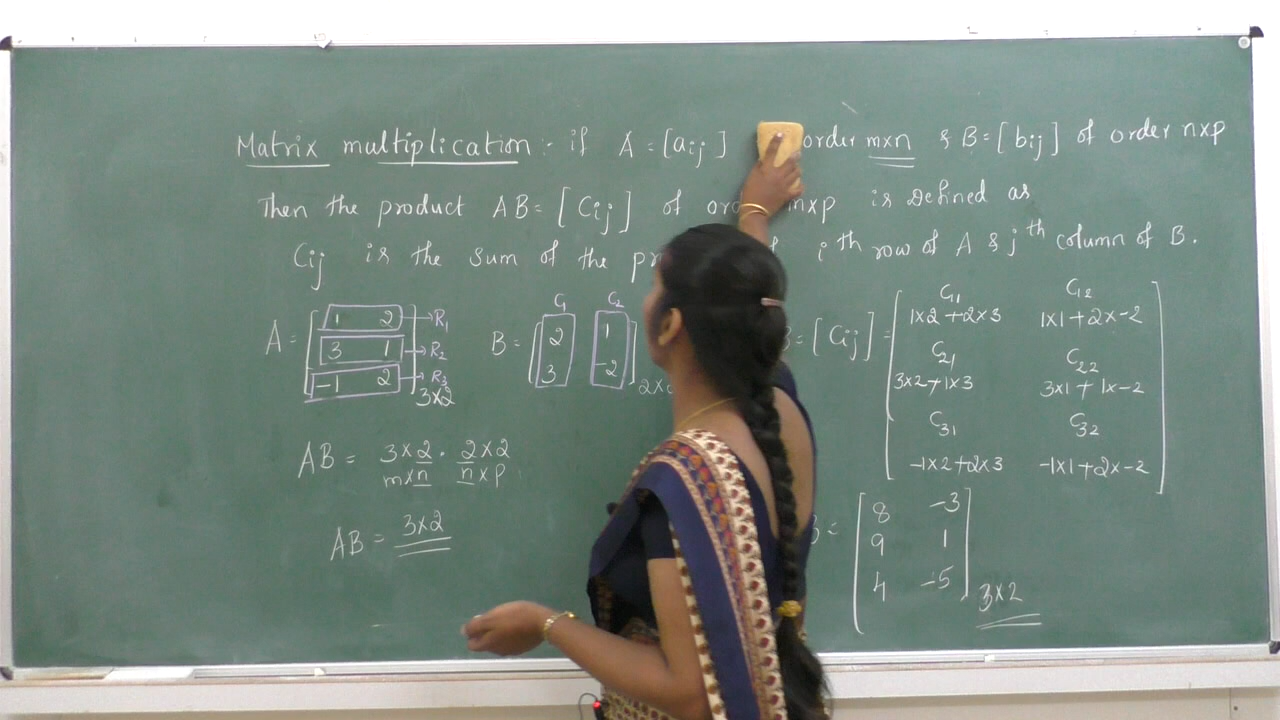 Matrix multiplication :- if A = [aij] order mxn & B = [bij] of order nxp
Then the product AB = [Cij] of mxp is Defined as
Cij is the sum of the ith row of A & jth column of B.
A = [1 2 → R1
3 1 → R2
-1 2 → R3] 3x2
B = [C1 C2
2 1
3 -2]
= [Cij] = [C11 C12
1x2+2x3 1x1+2x-2
C21 C22
3x2+1x3 3x1+1x-2
C31 C32
-1x2+2x3 -1x1+2x-2]
AB = 3x2 . 2x2
mxn nxp
AB = 3x2
= [8 -3
9 1
4 -5] 3x2